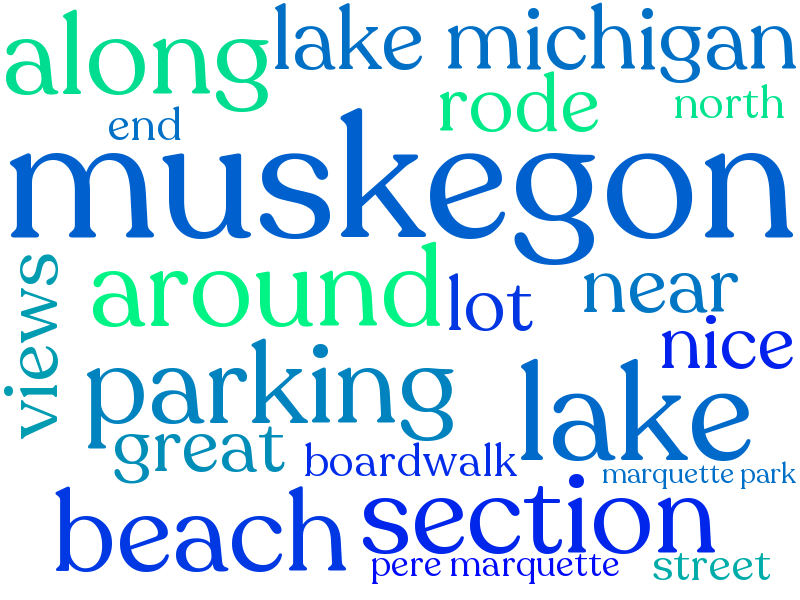 along
lake michigan
rode
north
end
muskegon
views
around
lot
near
nice
parking
lake
great
boardwalk
marquette park
beach
section
pere marquette
street